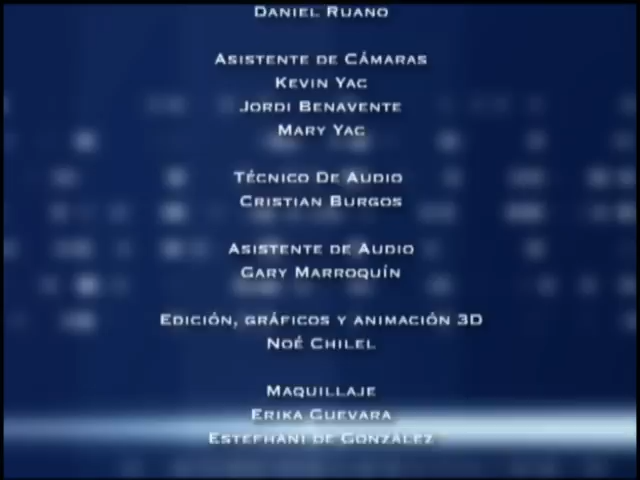 Daniel Ruano
Asistente de Cámaras
Kevin Yac
Jordi Benavente
Mary Yac
Técnico De Audio
Cristian Burgos
Asistente de Audio
Gary Marroquín
Edición, gráficos y animación 3D
Noé Chilel
Maquillaje
Erika Guevara
Estefhani de González